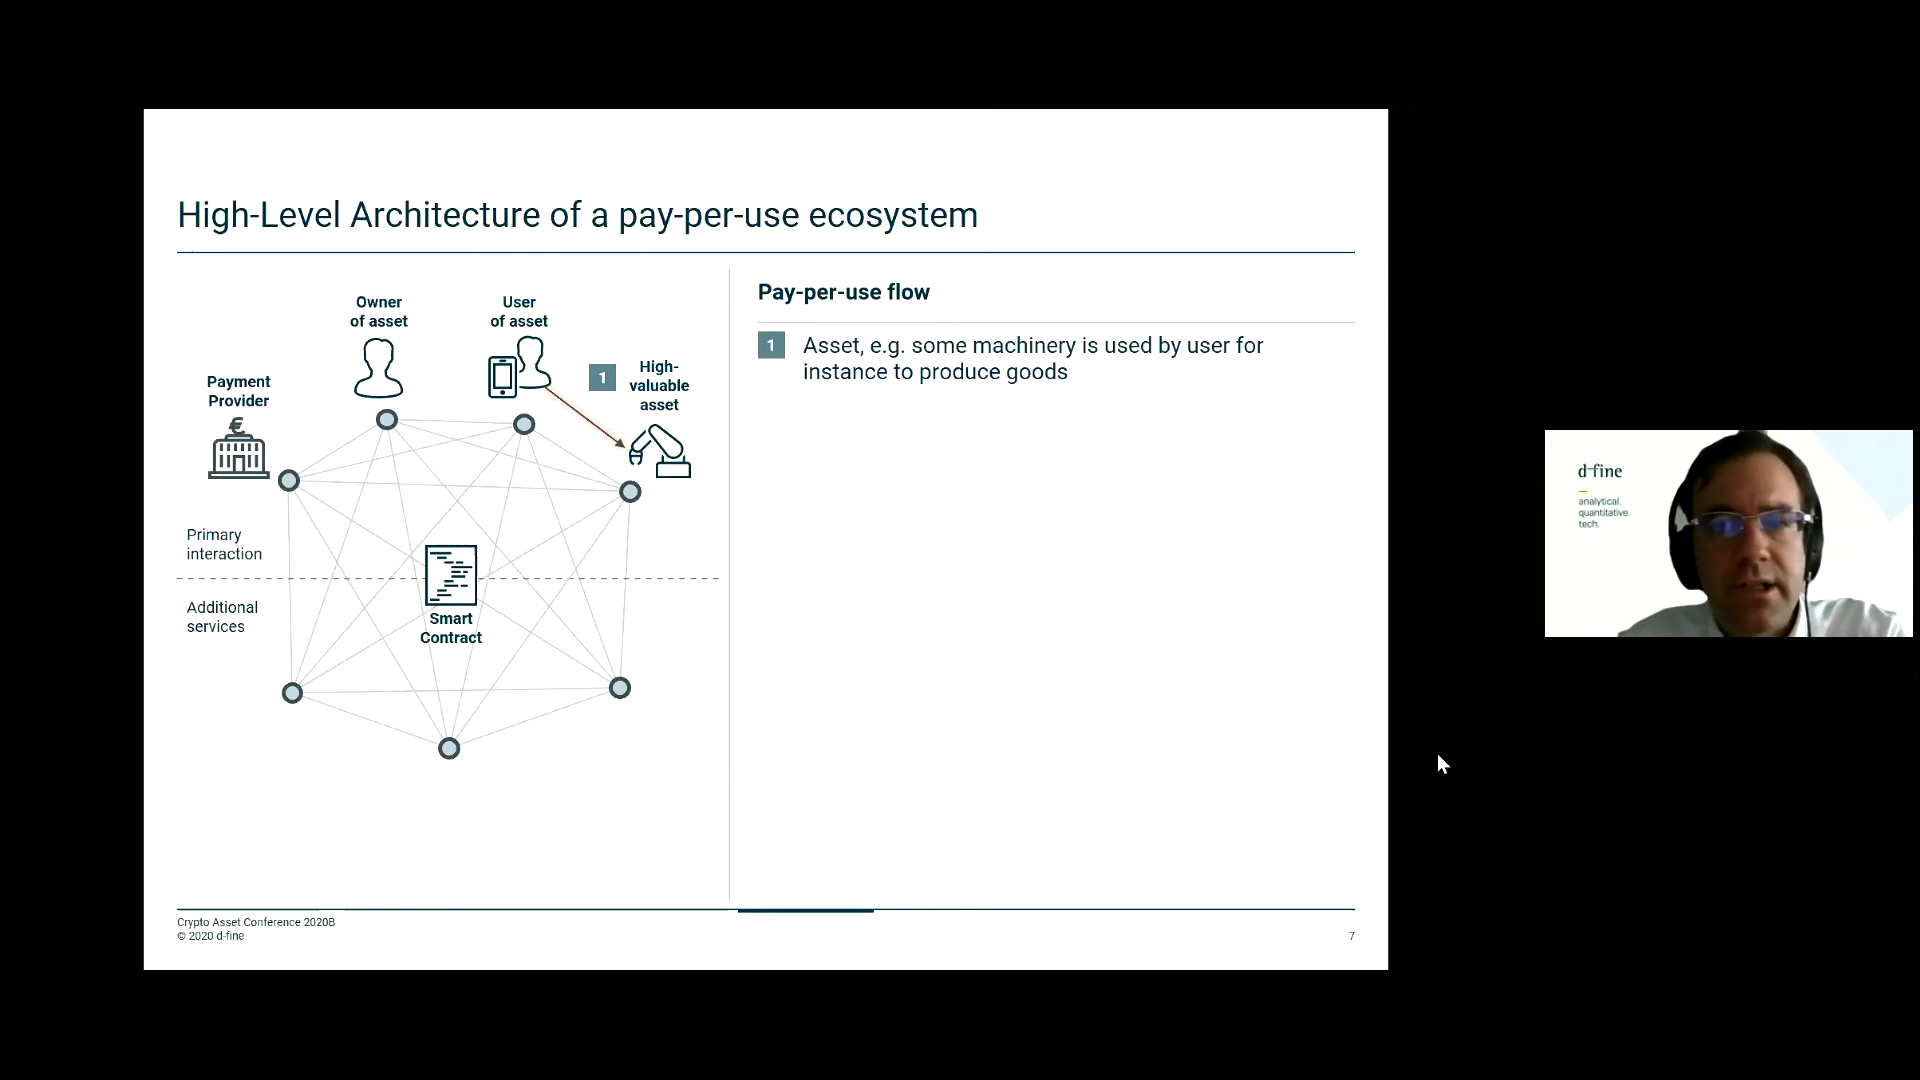 High-Level Architecture of a pay-per-use ecosystem
Owner
of asset
User
of asset
Payment
Provider
€
1
High-
valuable
asset
Primary
interaction
Additional
services
Smart
Contract
Pay-per-use flow
1 Asset, e.g. some machinery is used by user for
instance to produce goods
Crypto Asset Conference 2020B
© 2020 d-fine
7
d-fine
analytical.
quantitative.
tech.